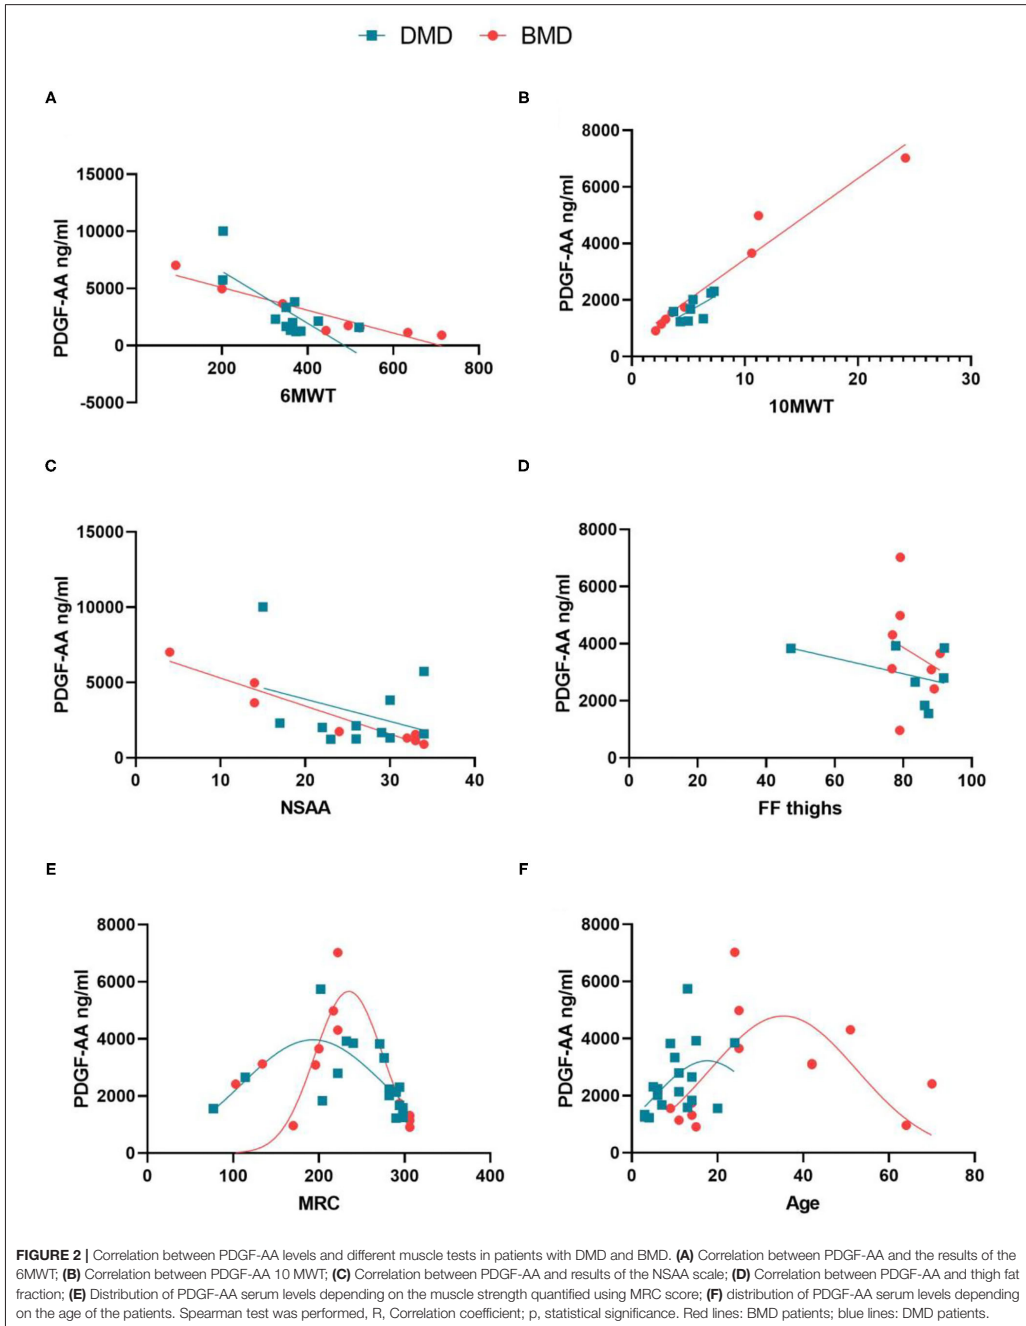 DMD BMD
A
15000
10000
5000
0
-5000
PDGF-AA ng/ml
200 400 600 800
6MWT
B
8000
6000
4000
2000
0
PDGF-AA ng/ml
0 10 20 30
10MWT
C
15000
10000
5000
0
PDGF-AA ng/ml
0 10 20 30 40
NSAA
D
8000
6000
4000
2000
0
PDGF-AA ng/ml
0 20 40 60 80 100
FF thighs
E
8000
6000
4000
2000
0
PDGF-AA ng/ml
0 100 200 300 400
MRC
F
8000
6000
4000
2000
0
PDGF-AA ng/ml
0 20 40 60 80
Age
FIGURE 2 | Correlation between PDGF-AA levels and different muscle tests in patients with DMD and BMD. (A) Correlation between PDGF-AA and the results of the
6MWT; (B) Correlation between PDGF-AA 10 MWT; (C) Correlation between PDGF-AA and results of the NSAA scale; (D) Correlation between PDGF-AA and thigh fat
fraction; (E) Distribution of PDGF-AA serum levels depending on the muscle strength quantified using MRC score; (F) distribution of PDGF-AA serum levels depending
on the age of the patients. Spearman test was performed, R, Correlation coefficient; p, statistical significance. Red lines: BMD patients; blue lines: DMD patients.